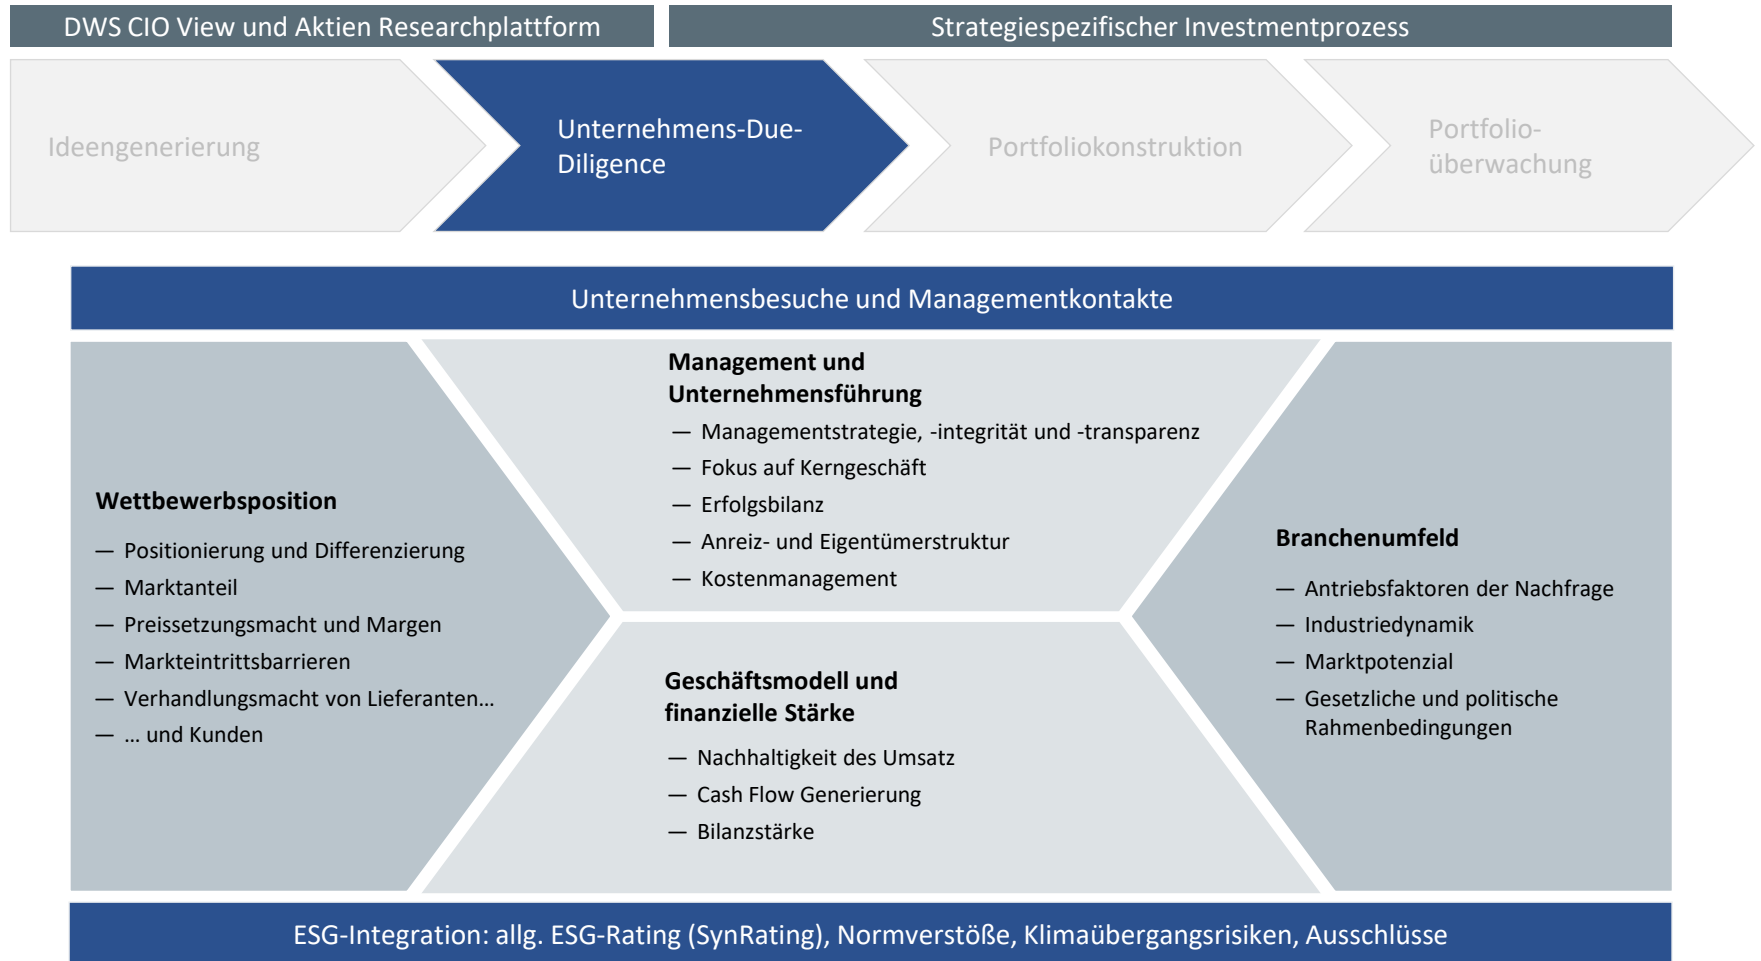 DWS CIO View und Aktien Researchplattform
Strategiespezifischer Investmentprozess
Ideengenerierung
Unternehmens-Due-
Diligence
Portfoliokonstruktion
Portfolio-
überwachung
Unternehmensbesuche und Managementkontakte
Wettbewerbsposition
— Positionierung und Differenzierung
— Marktanteil
— Preissetzungsmacht und Margen
— Markteintrittsbarrieren
— Verhandlungsmacht von Lieferanten…
— … und Kunden
Management und
Unternehmensführung
— Managementstrategie, -integrität und -transparenz
— Fokus auf Kerngeschäft
— Erfolgsbilanz
— Anreiz- und Eigentümerstruktur
— Kostenmanagement
Geschäftsmodell und
finanzielle Stärke
— Nachhaltigkeit des Umsatz
— Cash Flow Generierung
— Bilanzstärke
Branchenumfeld
— Antriebsfaktoren der Nachfrage
— Industriedynamik
— Marktpotenzial
— Gesetzliche und politische
Rahmenbedingungen
ESG-Integration: allg. ESG-Rating (SynRating), Normverstöße, Klimaübergangsrisiken, Ausschlüsse